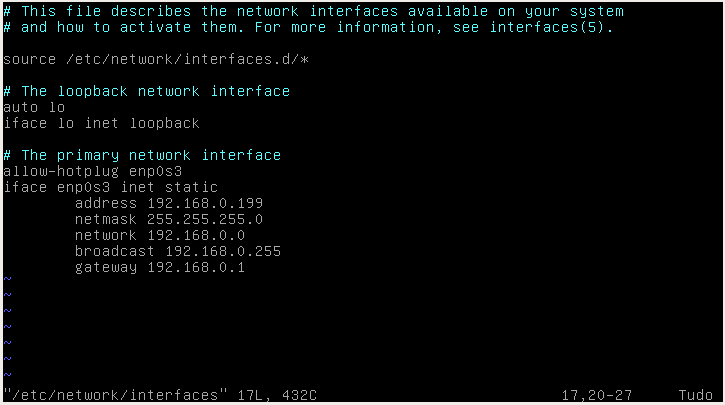 # This file describes the network interfaces available on your system
# and how to activate them. For more information, see interfaces(5).

source /etc/network/interfaces.d/*

# The loopback network interface
auto lo
iface lo inet loopback

# The primary network interface
allow-hotplug enp0s3
iface enp0s3 inet static
        address 192.168.0.199
        netmask 255.255.255.0
        network 192.168.0.0
        broadcast 192.168.0.255
        gateway 192.168.0.1
~
~
~
~
~
~
~
"/etc/network/interfaces" 17L, 432C 17,20-27 Tudo